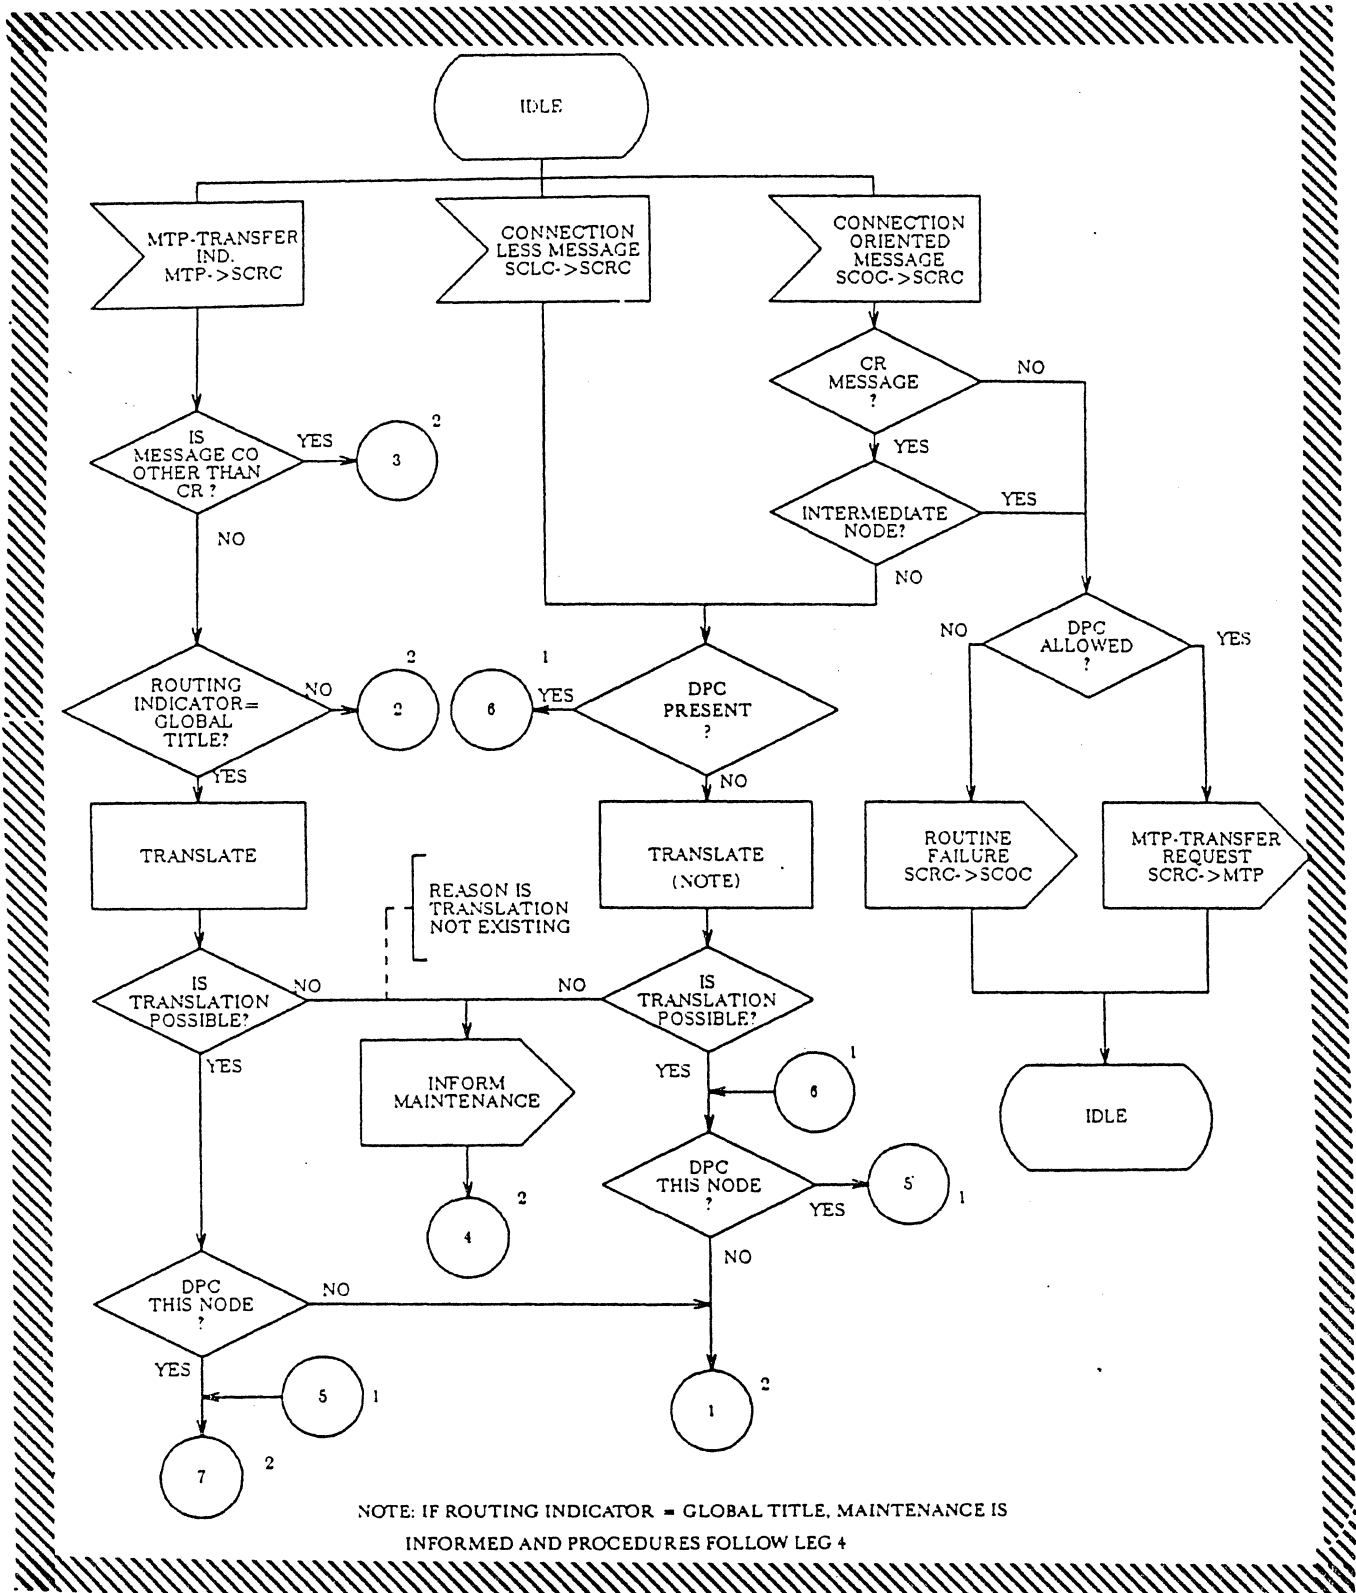 IDLE
MTP-TRANSFER
IND.
MTP->SCRC
CONNECTION
LESS MESSAGE
SCLC->SCRC
CONNECTION
ORIENTED
MESSAGE
SCOC->SCRC
CR
MESSAGE
?
NO
YES
IS
MESSAGE CO
OTHER THAN
CR ?
YES
3
2
NO
INTERMEDIATE
NODE?
YES
NO
DPC
ALLOWED
?
NO
YES
ROUTING
INDICATOR=
GLOBAL
TITLE?
NO
2
2
YES
6
1
YES
DPC
PRESENT
?
NO
TRANSLATE
REASON IS
TRANSLATION
NOT EXISTING
TRANSLATE
(NOTE)
ROUTINE
FAILURE
SCRC->SCOC
MTP-TRANSFER
REQUEST
SCRC->MTP
IS
TRANSLATION
POSSIBLE?
NO
YES
NO
IS
TRANSLATION
POSSIBLE?
YES
INFORM
MAINTENANCE
6
1
IDLE
4
2
DPC
THIS NODE
?
YES
5
1
NO
DPC
THIS NODE
?
NO
YES
5
1
7
2
1
2
NOTE: IF ROUTING INDICATOR = GLOBAL TITLE, MAINTENANCE IS
INFORMED AND PROCEDURES FOLLOW LEG 4